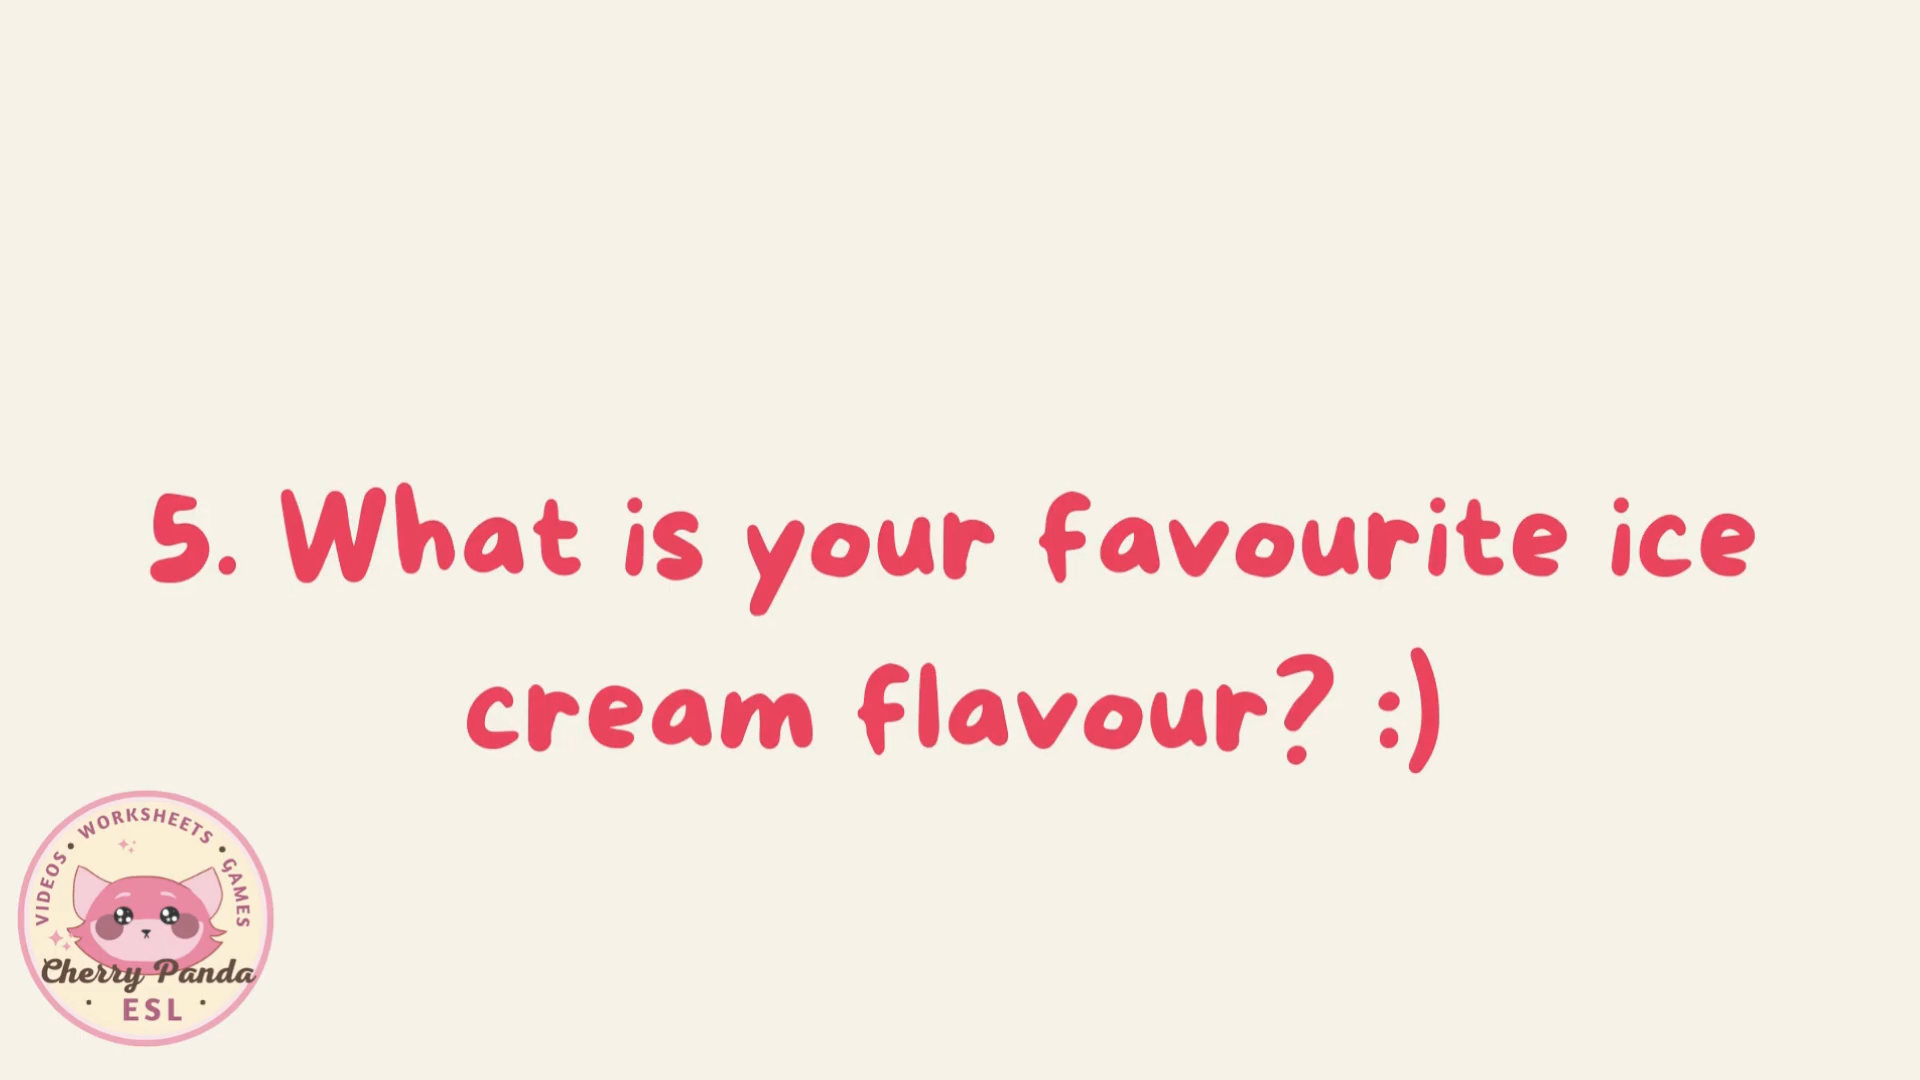 5. What is your favourite ice
cream flavour? :)
VIDEOS • WORKSHEETS • GAMES
Cherry Panda
• ESL •